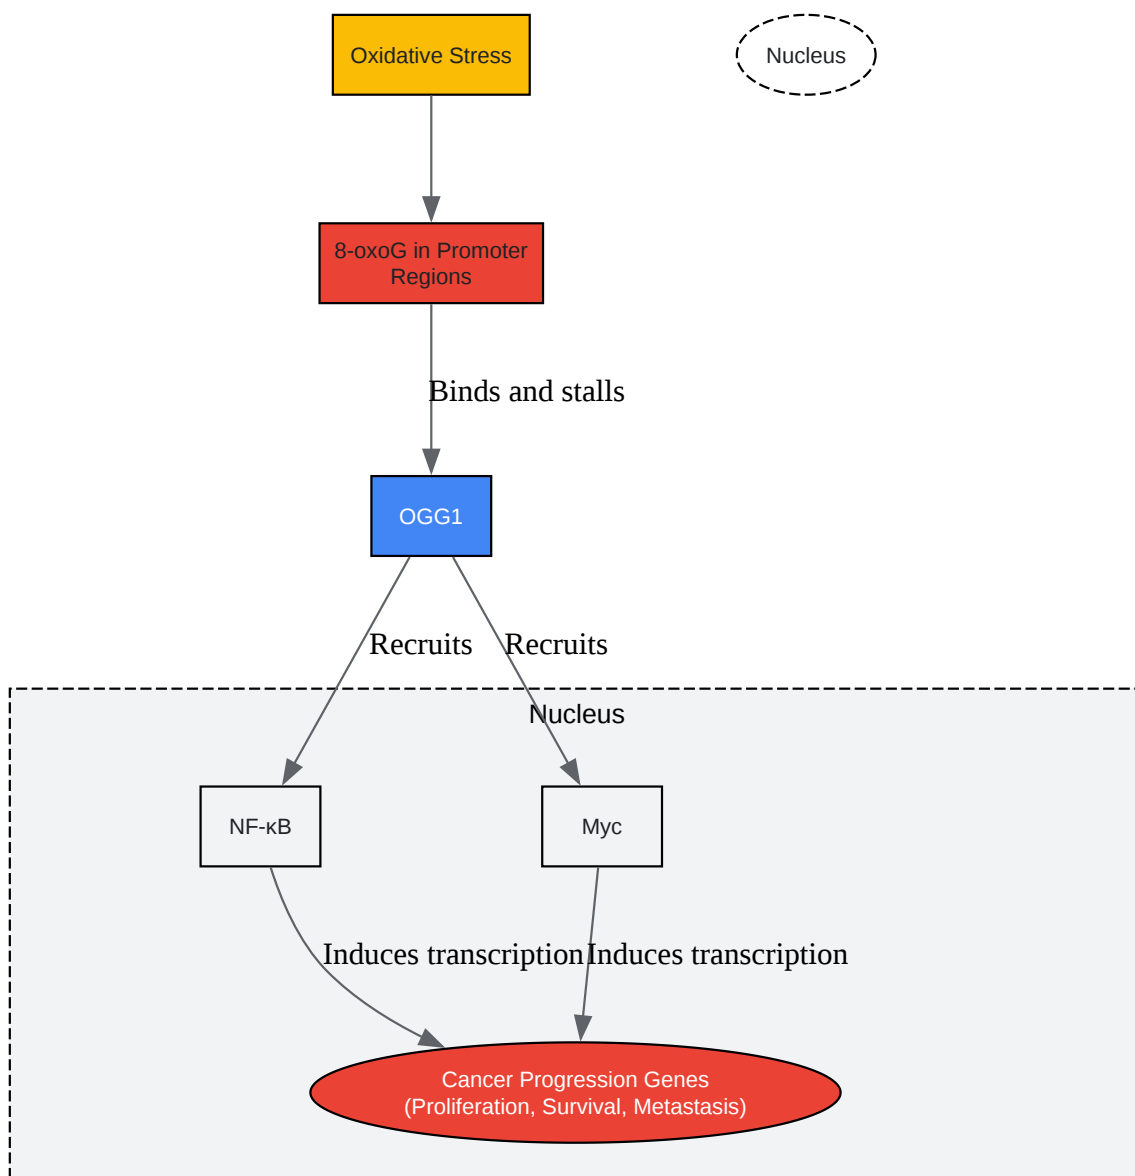 Oxidative Stress
Nucleus
8-oxoG in Promoter
Regions
Binds and stalls
OGG1
Recruits
Recruits
Nucleus
NF-κB
Myc
Induces transcription
Induces transcription
Cancer Progression Genes
(Proliferation, Survival, Metastasis)